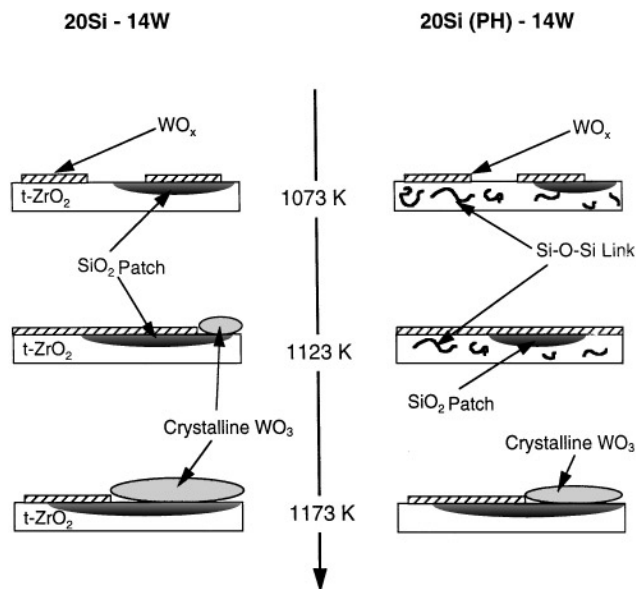 20Si - 14W
20Si (PH) - 14W
WOₓ
WOₓ
t-ZrO₂
1073 K
Si-O-Si Link
SiO₂ Patch
t-ZrO₂
1123 K
SiO₂ Patch
Crystalline WO₃
Crystalline WO₃
t-ZrO₂
1173 K